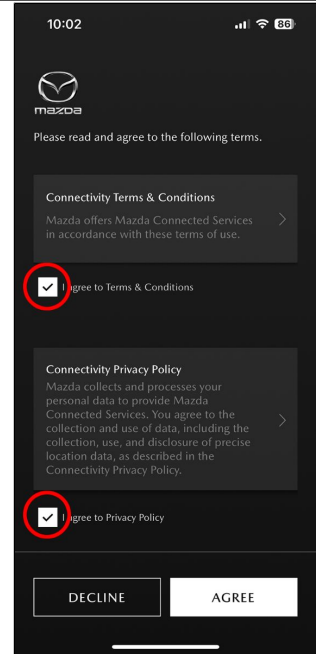 10:02
86
mazda
Please read and agree to the following terms.
Connectivity Terms & Conditions
Mazda offers Mazda Connected Services
in accordance with these terms of use.
I agree to Terms & Conditions
Connectivity Privacy Policy
Mazda collects and processes your
personal data to provide Mazda
Connected Services. You agree to the
collection and use of data, including the
collection, use, and disclosure of precise
location data, as described in the
Connectivity Privacy Policy.
I agree to Privacy Policy
DECLINE
AGREE